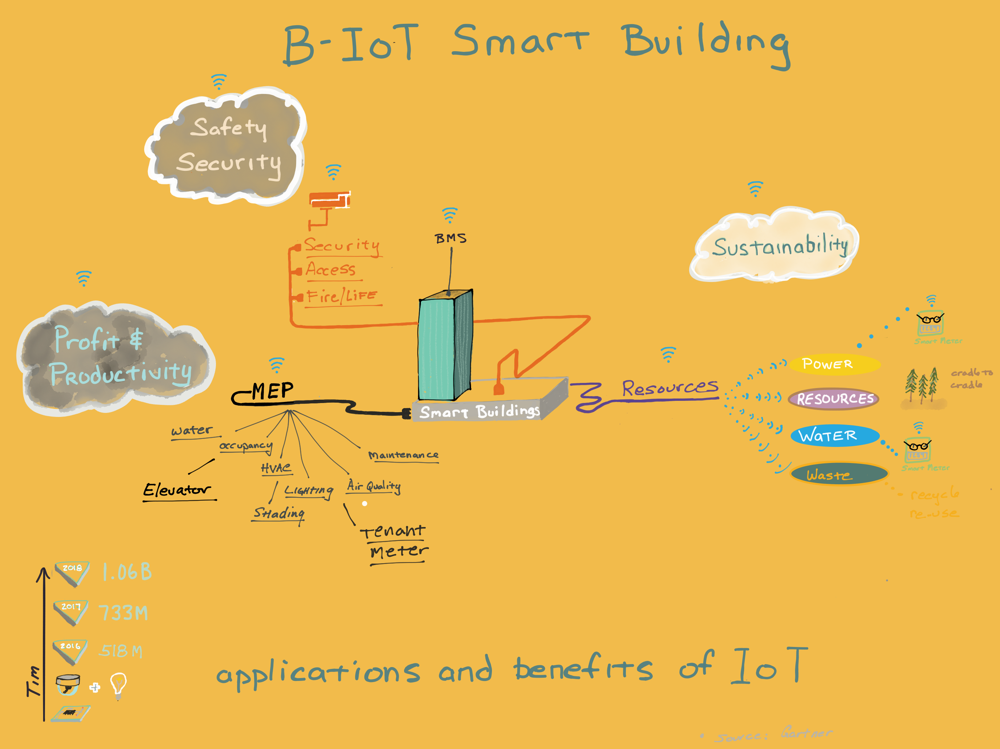 B-IoT Smart Building
Safety
Security
Security
Access
Fire/LiFE
BMS
Sustainability
Profit &
Productivity
MEP
water
occupancy
HVAC
Elevator
Lighting
Shading
Air Quality
Maintenance
Tenant
Meter
Smart Buildings
Resources
Power
Smart Meter
RESOURCES
cradle to
cradle
WATER
Smart Meter
Waste
recycle
re-use
2018 1.06B
2017 733M
2016 518M
Tim
applications and benefits of IoT
• Source: Gartner